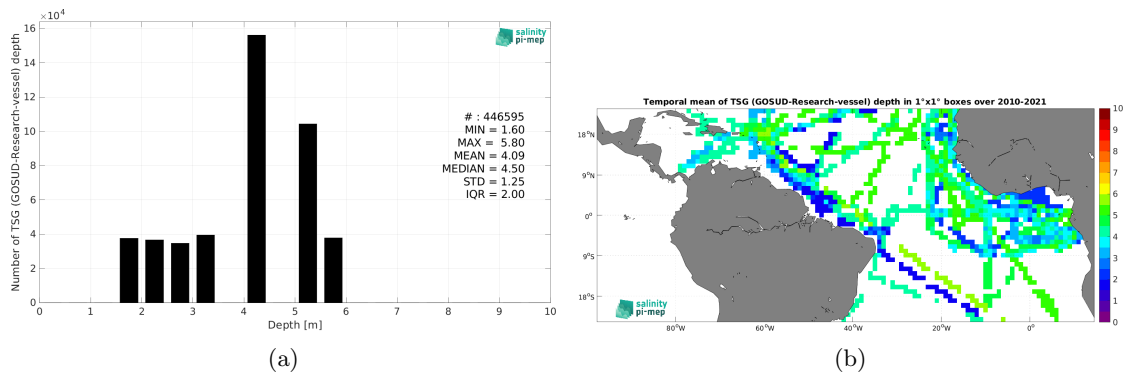 ×10⁴
16
14
12
10
8
6
4
2
0
Number of TSG (GOSUD-Research-vessel) depth
0 1 2 3 4 5 6 7 8 9 10
Depth [m]
salinity
pi-mep
# : 446595
MIN = 1.60
MAX = 5.80
MEAN = 4.09
MEDIAN = 4.50
STD = 1.25
IQR = 2.00
(a)
Temporal mean of TSG (GOSUD-Research-vessel) depth in 1°x1° boxes over 2010-2021
18°N
9°N
0°
9°S
18°S
80°W 60°W 40°W 20°W 0°
salinity
pi-mep
10
9
8
7
6
5
4
3
2
1
0
(b)